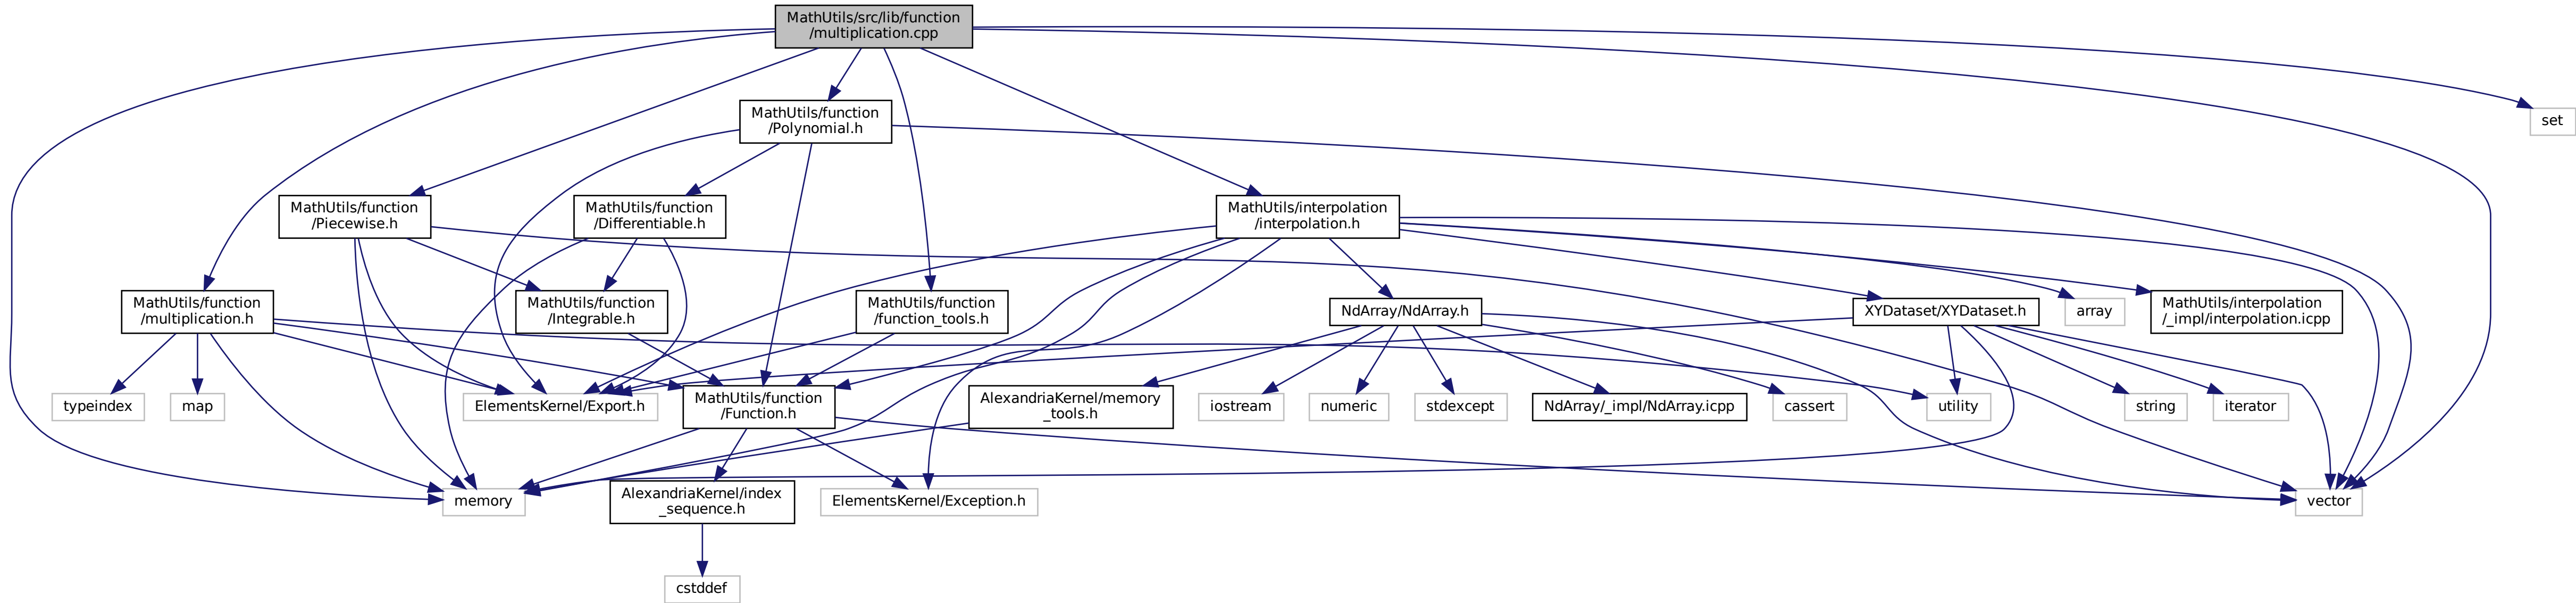 MathUtils/src/lib/function
/multiplication.cpp
MathUtils/function
/Polynomial.h
set
MathUtils/function
/Piecewise.h
MathUtils/function
/Differentiable.h
MathUtils/interpolation
/interpolation.h
MathUtils/function
/multiplication.h
MathUtils/function
/Integrable.h
MathUtils/function
/function_tools.h
NdArray/NdArray.h
XYDataset/XYDataset.h
array
MathUtils/interpolation
/_impl/interpolation.icpp
typeindex
map
ElementsKernel/Export.h
MathUtils/function
/Function.h
AlexandriaKernel/memory
_tools.h
iostream
numeric
stdexcept
NdArray/_impl/NdArray.icpp
cassert
utility
string
iterator
memory
AlexandriaKernel/index
_sequence.h
ElementsKernel/Exception.h
vector
cstddef